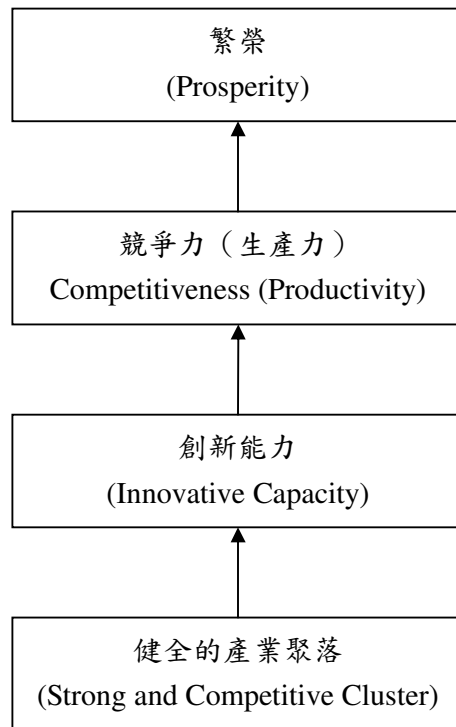 繁榮
(Prosperity)
競爭力（生產力）
Competitiveness (Productivity)
創新能力
(Innovative Capacity)
健全的產業聚落
(Strong and Competitive Cluster)